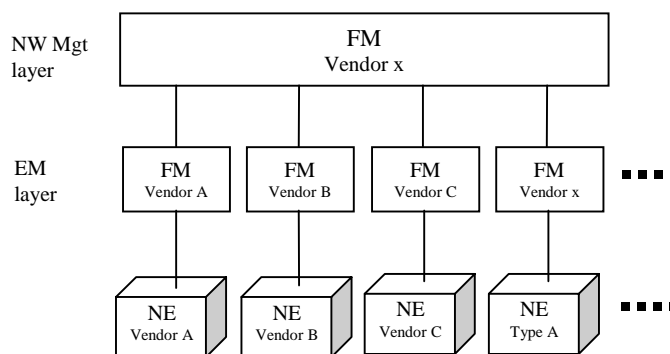 NW Mgt
layer
FM
Vendor x
EM
layer
FM
Vendor A
FM
Vendor B
FM
Vendor C
FM
Vendor x
NE
Vendor A
NE
Vendor B
NE
Vendor C
NE
Type A